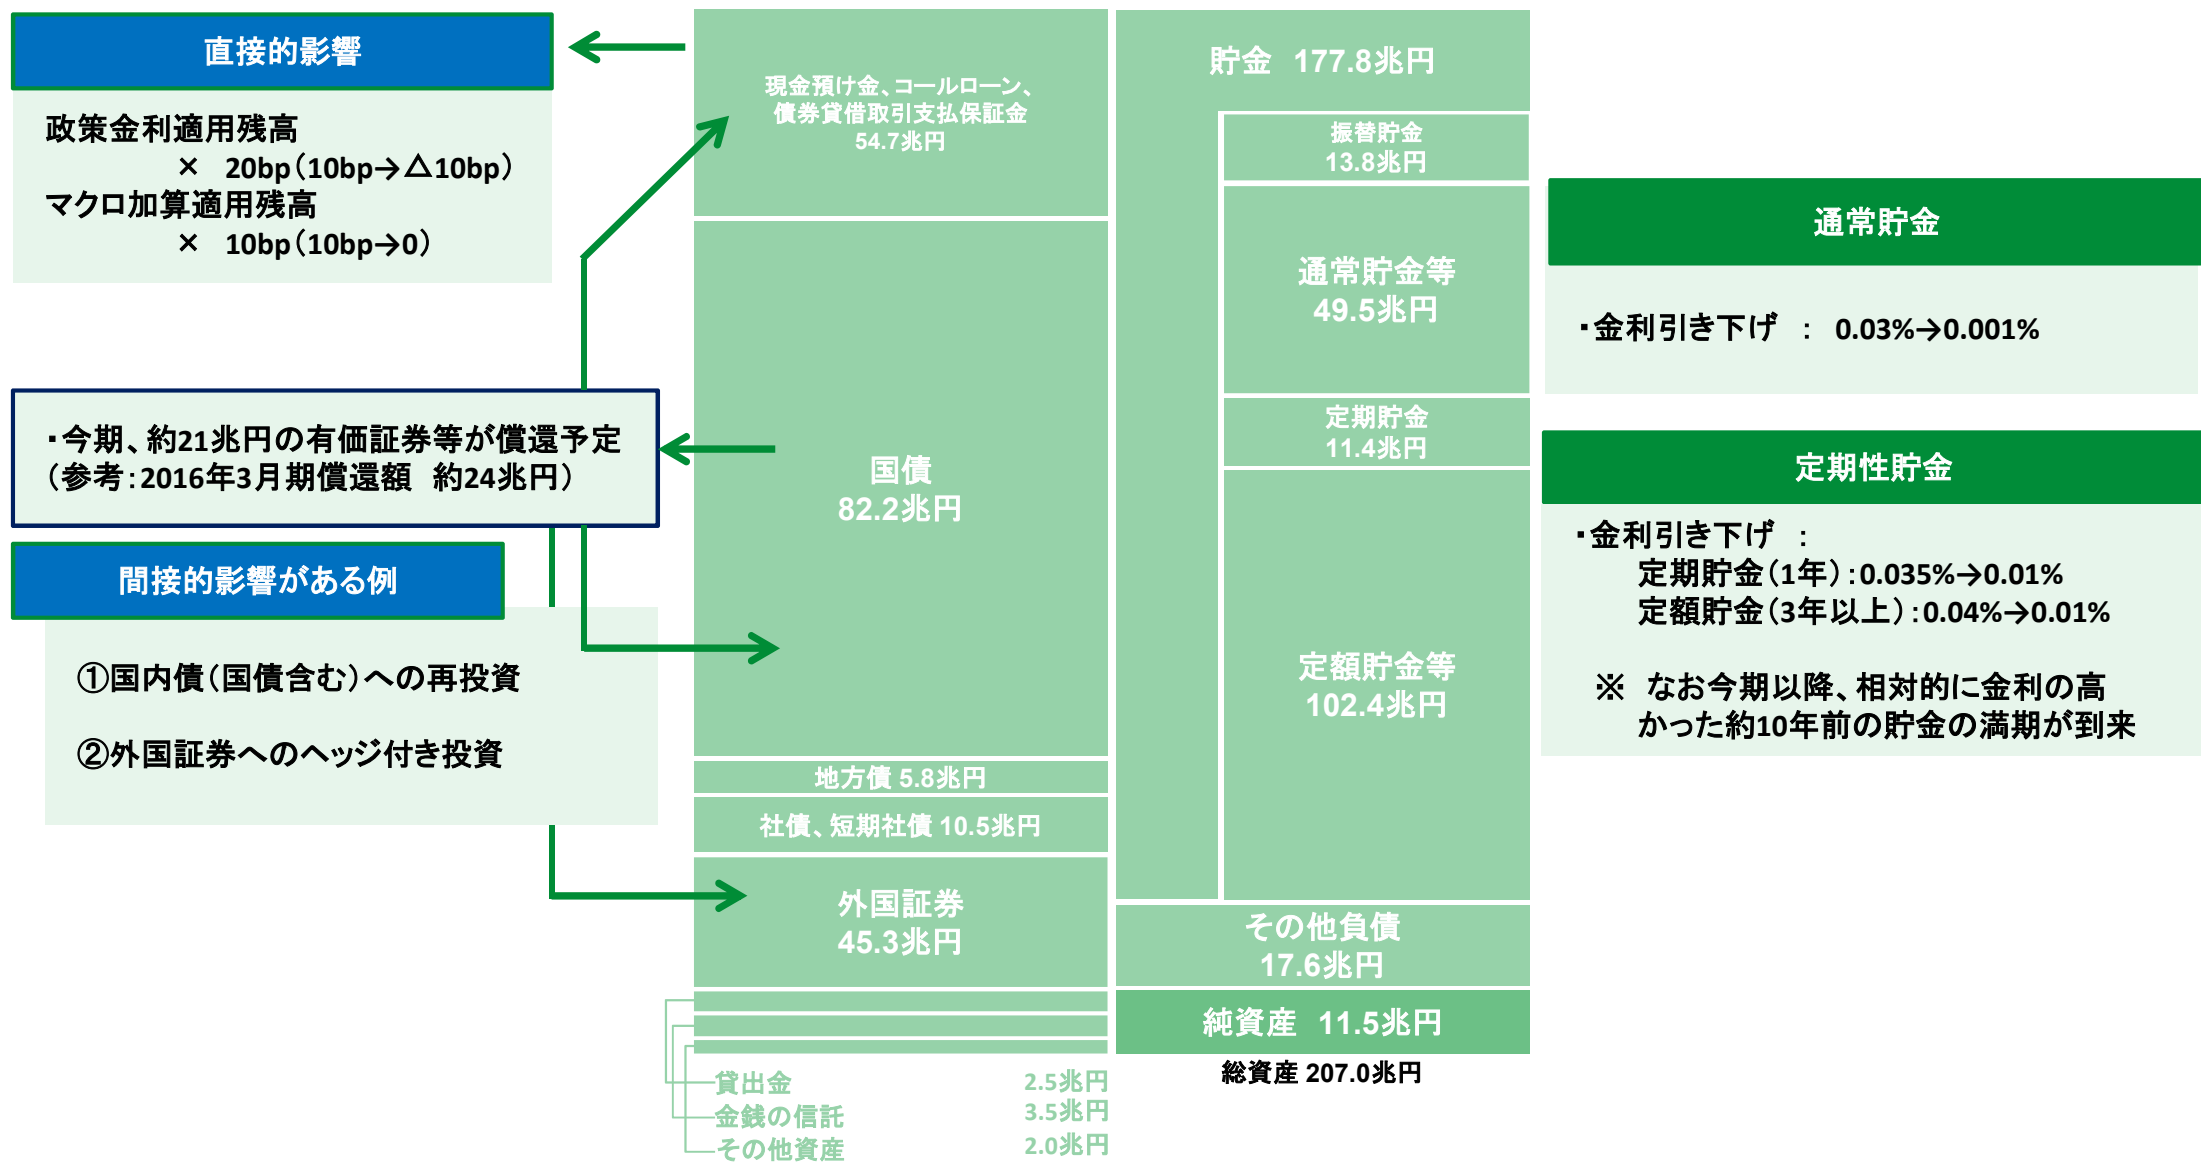 直接的影響
政策金利適用残高
× 20bp（10bp→△10bp）
マクロ加算適用残高
× 10bp（10bp→0）
・今期、約21兆円の有価証券等が償還予定
（参考：2016年3月期償還額 約24兆円）
間接的影響がある例
①国内債（国債含む）への再投資
②外国証券へのヘッジ付き投資
現金預け金、コールローン、
債券貸借取引支払保証金
54.7兆円
国債
82.2兆円
地方債 5.8兆円
社債、短期社債 10.5兆円
外国証券
45.3兆円
貸出金 2.5兆円
金銭の信託 3.5兆円
その他資産 2.0兆円
貯金 177.8兆円
振替貯金
13.8兆円
通常貯金等
49.5兆円
定期貯金
11.4兆円
定額貯金等
102.4兆円
その他負債
17.6兆円
純資産 11.5兆円
総資産 207.0兆円
通常貯金
・金利引き下げ ： 0.03%→0.001%
定期性貯金
・金利引き下げ ：
定期貯金（1年）：0.035%→0.01%
定額貯金（3年以上）：0.04%→0.01%
※ なお今期以降、相対的に金利の高
かった約10年前の貯金の満期が到来